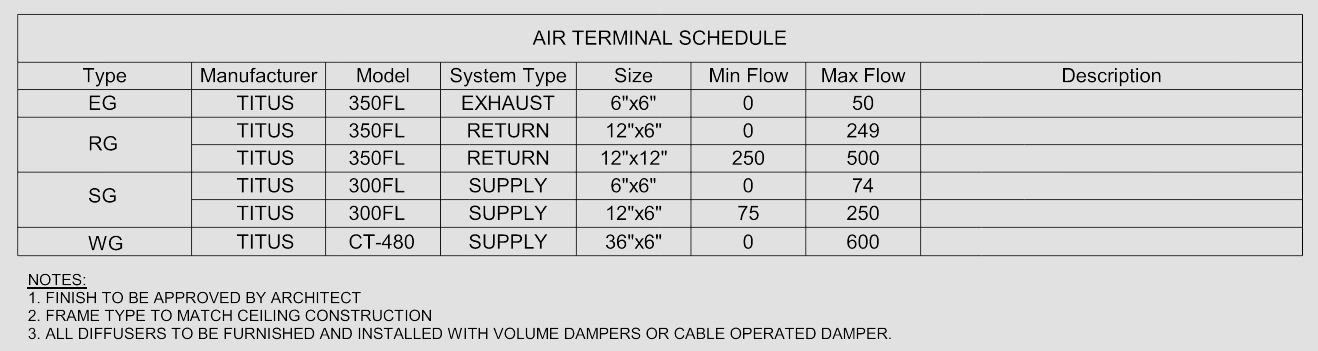 AIR TERMINAL SCHEDULE
Type Manufacturer Model System Type Size Min Flow Max Flow Description
EG TITUS 350FL EXHAUST 6"x6" 0 50
RG TITUS 350FL RETURN 12"x6" 0 249
TITUS 350FL RETURN 12"x12" 250 500
SG TITUS 300FL SUPPLY 6"x6" 0 74
TITUS 300FL SUPPLY 12"x6" 75 250
WG TITUS CT-480 SUPPLY 36"x6" 0 600
NOTES:
1. FINISH TO BE APPROVED BY ARCHITECT
2. FRAME TYPE TO MATCH CEILING CONSTRUCTION
3. ALL DIFFUSERS TO BE FURNISHED AND INSTALLED WITH VOLUME DAMPERS OR CABLE OPERATED DAMPER.